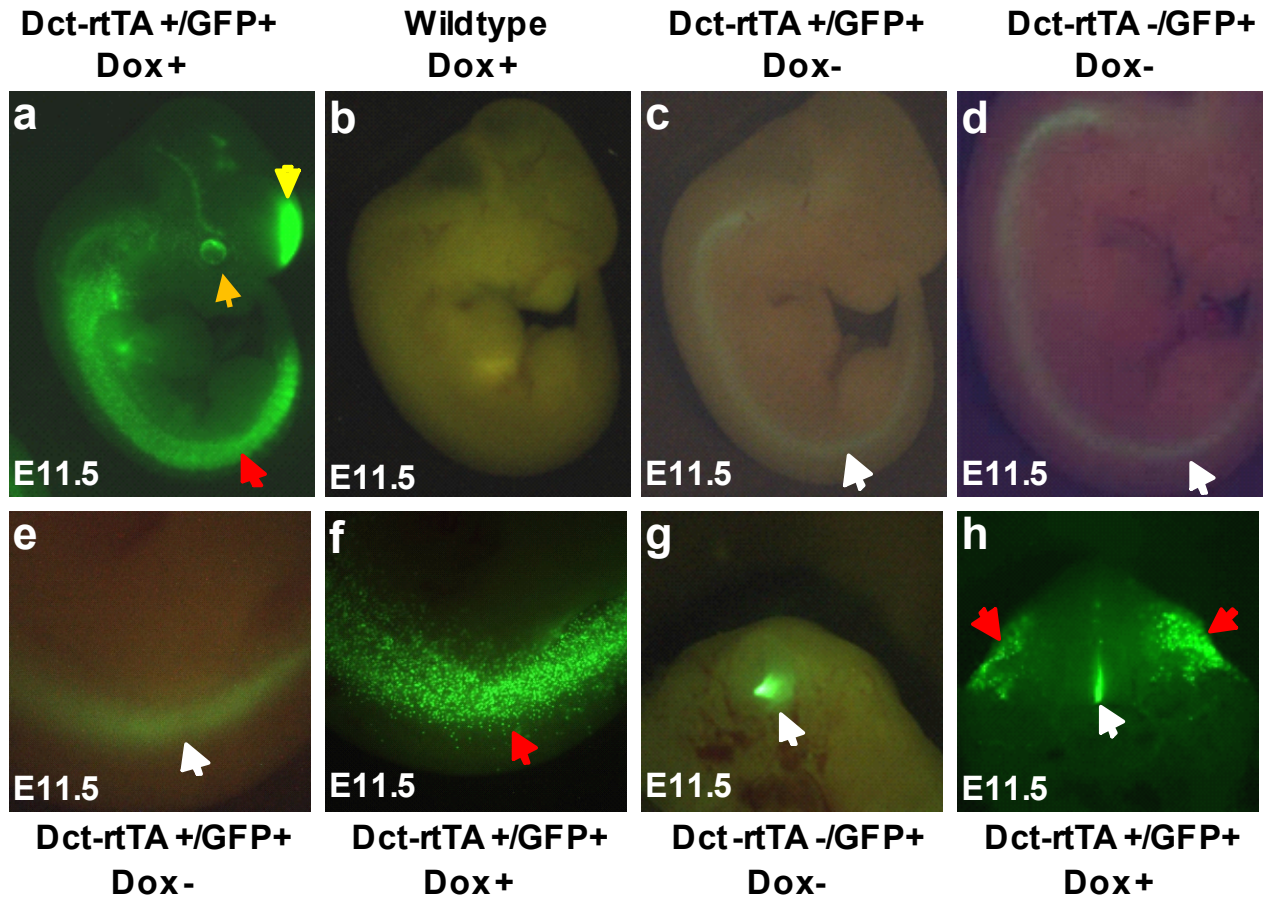 Dct-rtTA +/GFP+ Wildtype Dct-rtTA +/GFP+ Dct-rtTA -/GFP+
Dox+ Dox+ Dox- Dox-
a b c d
E11.5 E11.5 E11.5 E11.5
e f g h
E11.5 E11.5 E11.5 E11.5
Dct-rtTA +/GFP+ Dct-rtTA +/GFP+ Dct-rtTA -/GFP+ Dct-rtTA +/GFP+
Dox- Dox+ Dox- Dox+